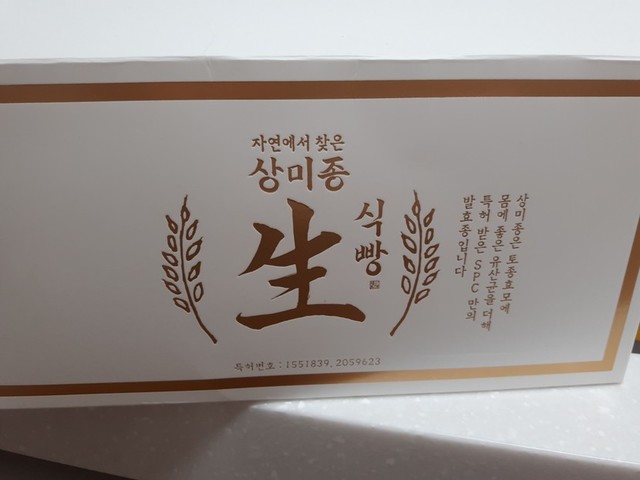 자연에서 찾은
상미종
生
식빵
상미종은 토종효모에
몸에 좋은 유산균을 더해
특허 받은 SPC 만의
발효종입니다
특허번호 : 1551839, 2059623